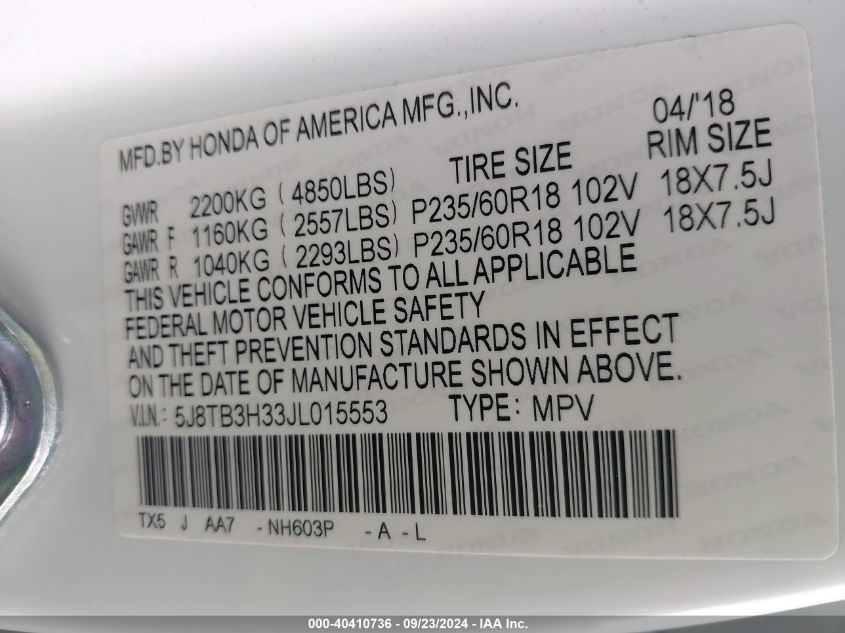 MFD.BY HONDA OF AMERICA MFG.,INC. 04/'18
TIRE SIZE RIM SIZE
GVWR 2200KG (4850LBS)
GAWR F 1160KG (2557LBS) P235/60R18 102V 18X7.5J
GAWR R 1040KG (2293LBS) P235/60R18 102V 18X7.5J
THIS VEHICLE CONFORMS TO ALL APPLICABLE
FEDERAL MOTOR VEHICLE SAFETY
AND THEFT PREVENTION STANDARDS IN EFFECT
ON THE DATE OF MANUFACTURE SHOWN ABOVE.
V.I.N.: 5J8TB3H33JL015553 TYPE: MPV
TX5 J AA7 -NH603P -A -L
000-40410736 - 09/23/2024 - IAA Inc.